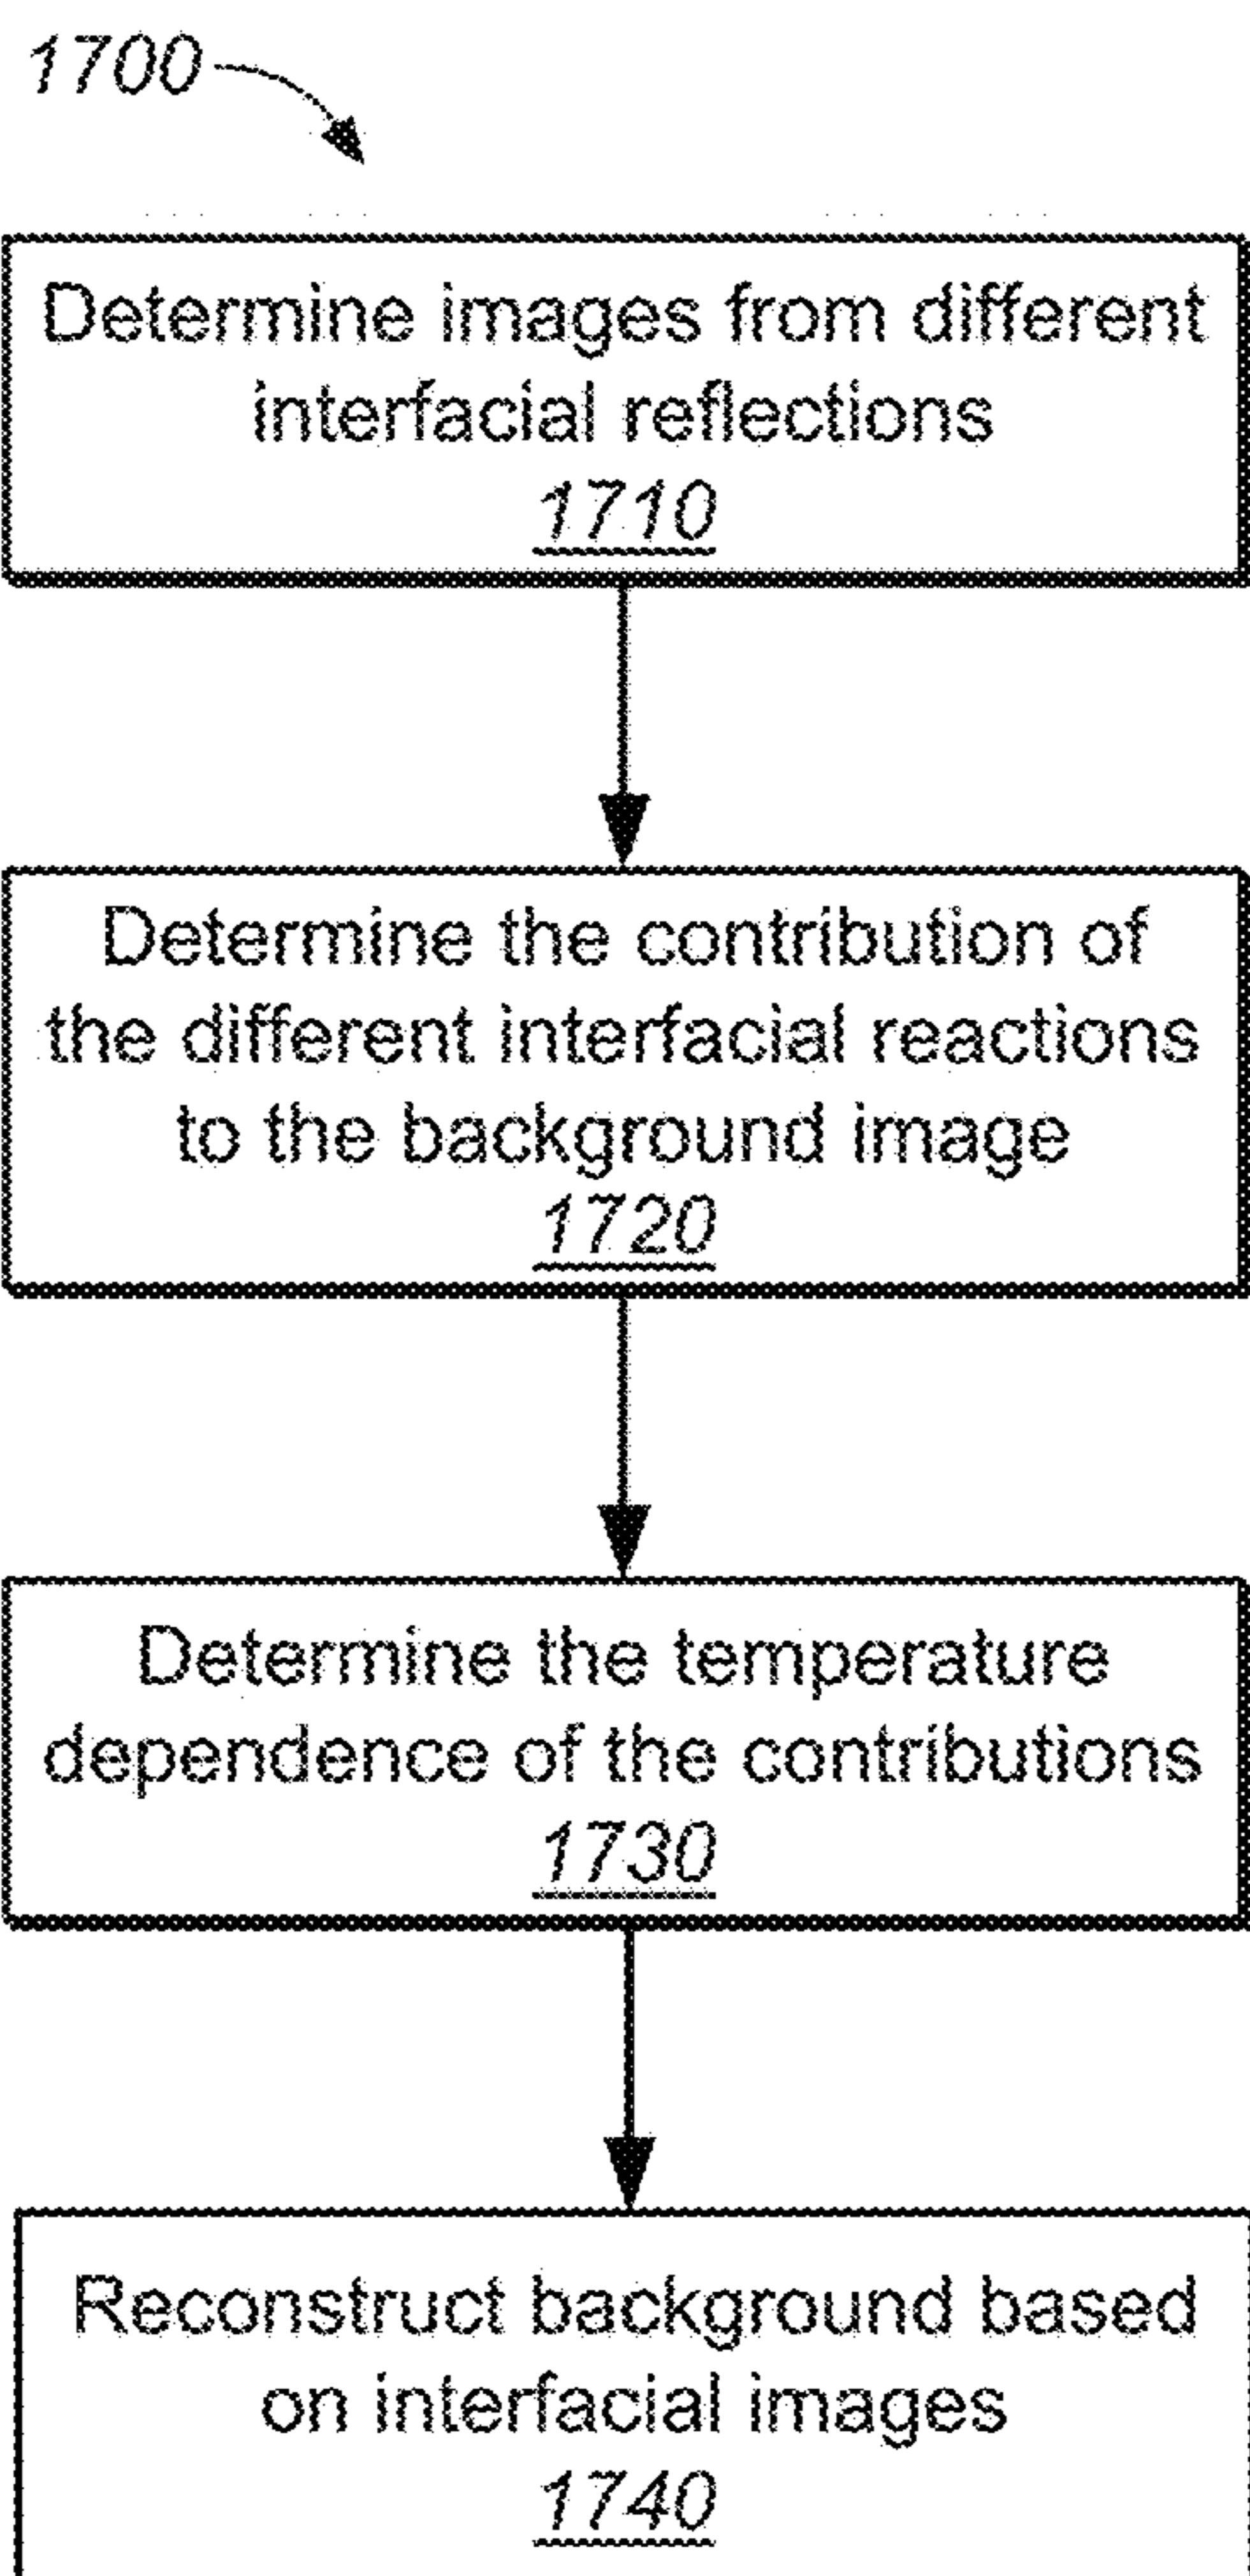 1700
Determine images from different
interfacial reflections
1710
Determine the contribution of
the different interfacial reactions
to the background image
1720
Determine the temperature
dependence of the contributions
1730
Reconstruct background based
on interfacial images
1740